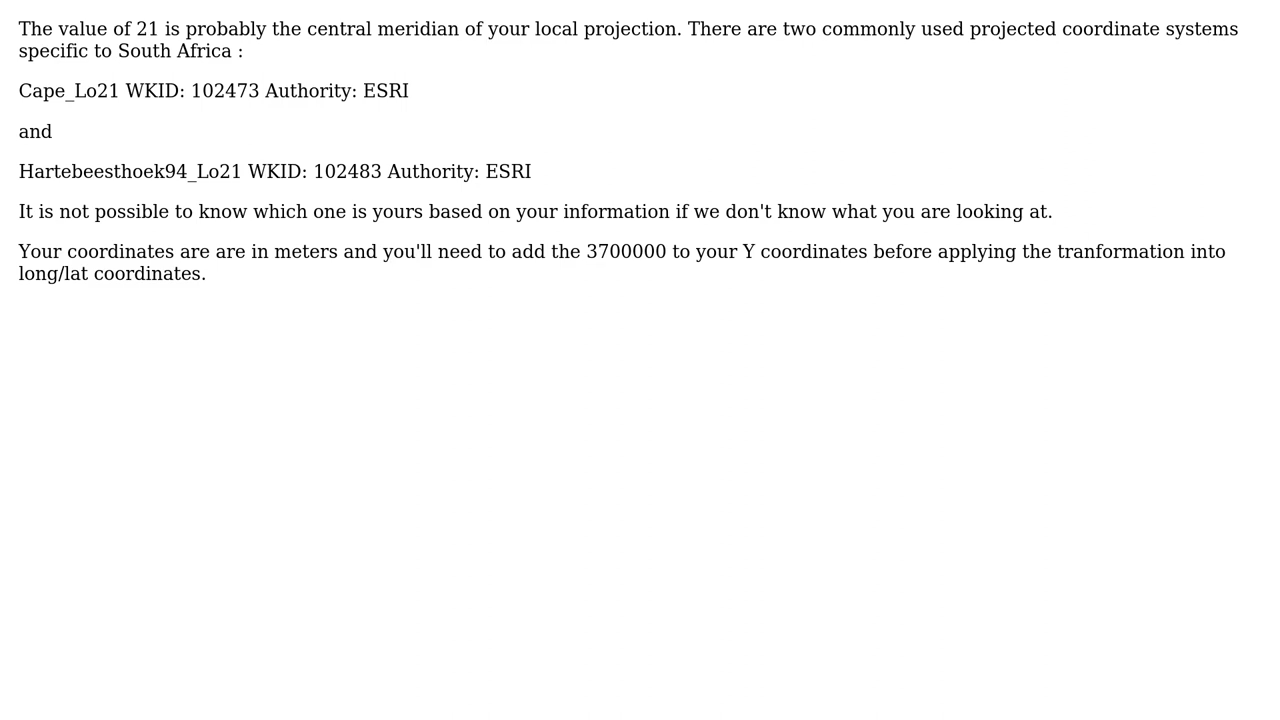 The value of 21 is probably the central meridian of your local projection. There are two commonly used projected coordinate systems
specific to South Africa :
Cape_Lo21 WKID: 102473 Authority: ESRI
and
Hartebeesthoek94_Lo21 WKID: 102483 Authority: ESRI
It is not possible to know which one is yours based on your information if we don't know what you are looking at.
Your coordinates are are in meters and you'll need to add the 3700000 to your Y coordinates before applying the tranformation into
long/lat coordinates.